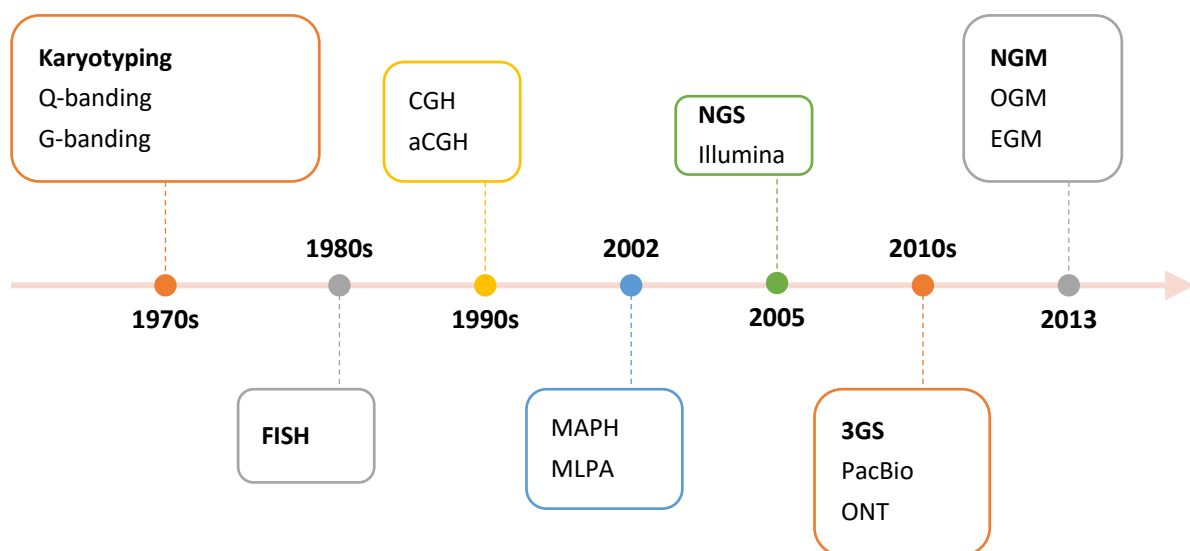 Karyotyping
Q-banding
G-banding
CGH
aCGH
NGS
Illumina
NGM
OGM
EGM
1980s
2002
2010s
1970s
1990s
2005
2013
FISH
MAPH
MLPA
3GS
PacBio
ONT